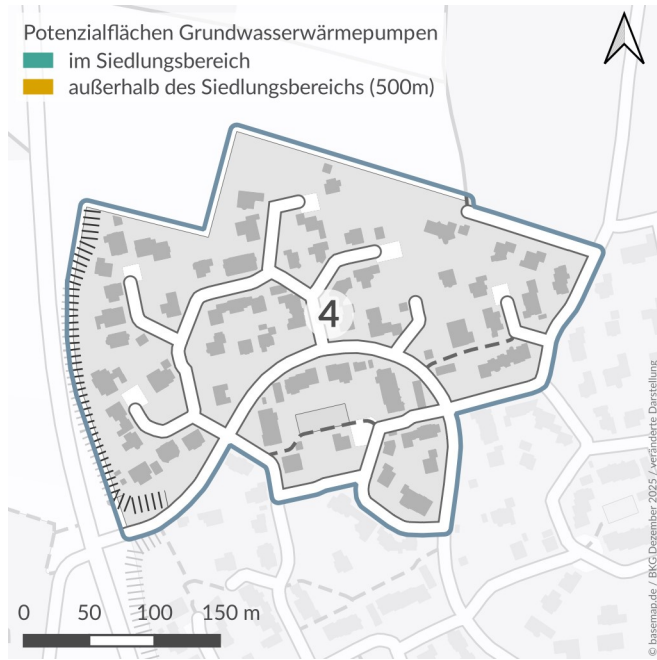 Potenzialflächen Grundwasserwärmepumpen
im Siedlungsbereich
außerhalb des Siedlungsbereichs (500m)
4
0 50 100 150 m
© basemap.de / BKG Dezember 2025 / veränderte Darstellung